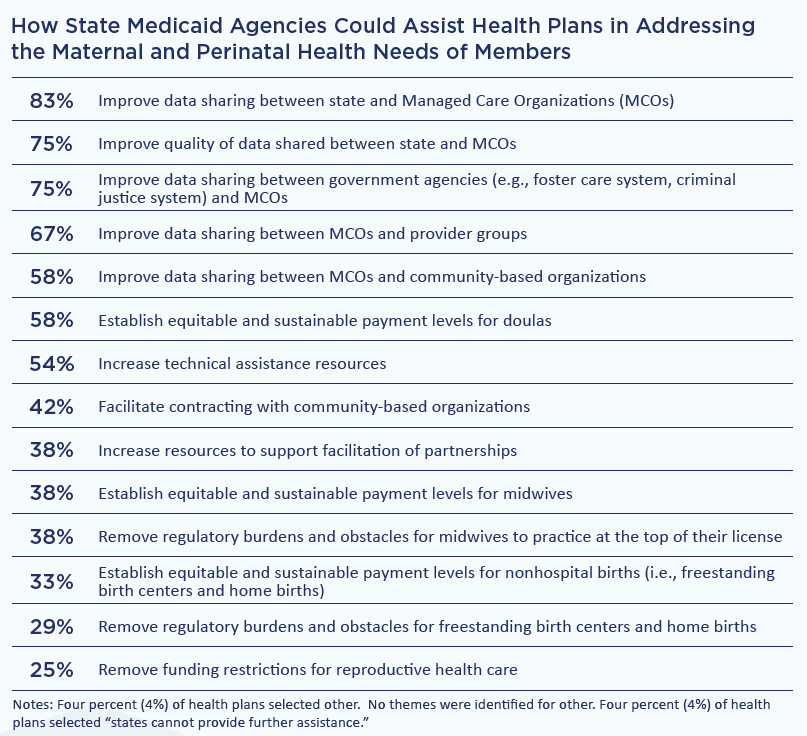 How State Medicaid Agencies Could Assist Health Plans in Addressing
the Maternal and Perinatal Health Needs of Members
83% Improve data sharing between state and Managed Care Organizations (MCOs)
75% Improve quality of data shared between state and MCOs
75% Improve data sharing between government agencies (e.g., foster care system, criminal
justice system) and MCOs
67% Improve data sharing between MCOs and provider groups
58% Improve data sharing between MCOs and community-based organizations
58% Establish equitable and sustainable payment levels for doulas
54% Increase technical assistance resources
42% Facilitate contracting with community-based organizations
38% Increase resources to support facilitation of partnerships
38% Establish equitable and sustainable payment levels for midwives
38% Remove regulatory burdens and obstacles for midwives to practice at the top of their license
33% Establish equitable and sustainable payment levels for nonhospital births (i.e., freestanding
birth centers and home births)
29% Remove regulatory burdens and obstacles for freestanding birth centers and home births
25% Remove funding restrictions for reproductive health care
Notes: Four percent (4%) of health plans selected other. No themes were identified for other. Four percent (4%) of health
plans selected “states cannot provide further assistance.”